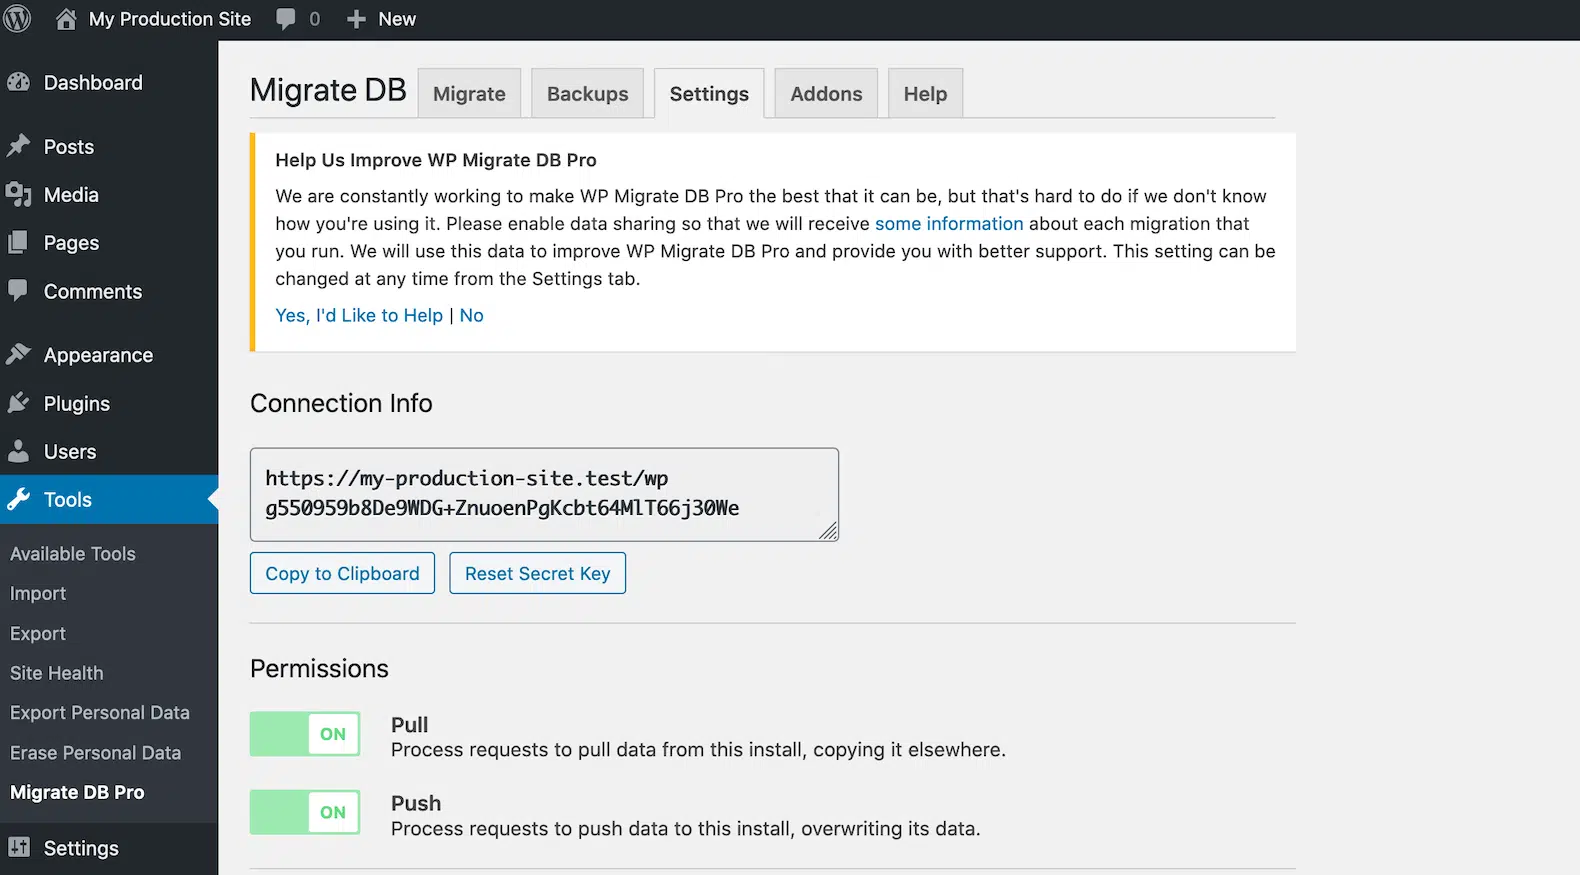 My Production Site 0 New
Dashboard
Posts
Media
Pages
Comments
Appearance
Plugins
Users
Tools
Available Tools
Import
Export
Site Health
Export Personal Data
Erase Personal Data
Migrate DB Pro
Settings
Migrate DB Migrate Backups Settings Addons Help
Help Us Improve WP Migrate DB Pro
We are constantly working to make WP Migrate DB Pro the best that it can be, but that's hard to do if we don't know
how you're using it. Please enable data sharing so that we will receive some information about each migration that
you run. We will use this data to improve WP Migrate DB Pro and provide you with better support. This setting can be
changed at any time from the Settings tab.
Yes, I'd Like to Help | No
Connection Info
https://my-production-site.test/wp
g550959b8De9WDG+ZnuoenPgKcbt64MlT66j30We
Copy to Clipboard Reset Secret Key
Permissions
ON Pull
Process requests to pull data from this install, copying it elsewhere.
ON Push
Process requests to push data to this install, overwriting its data.